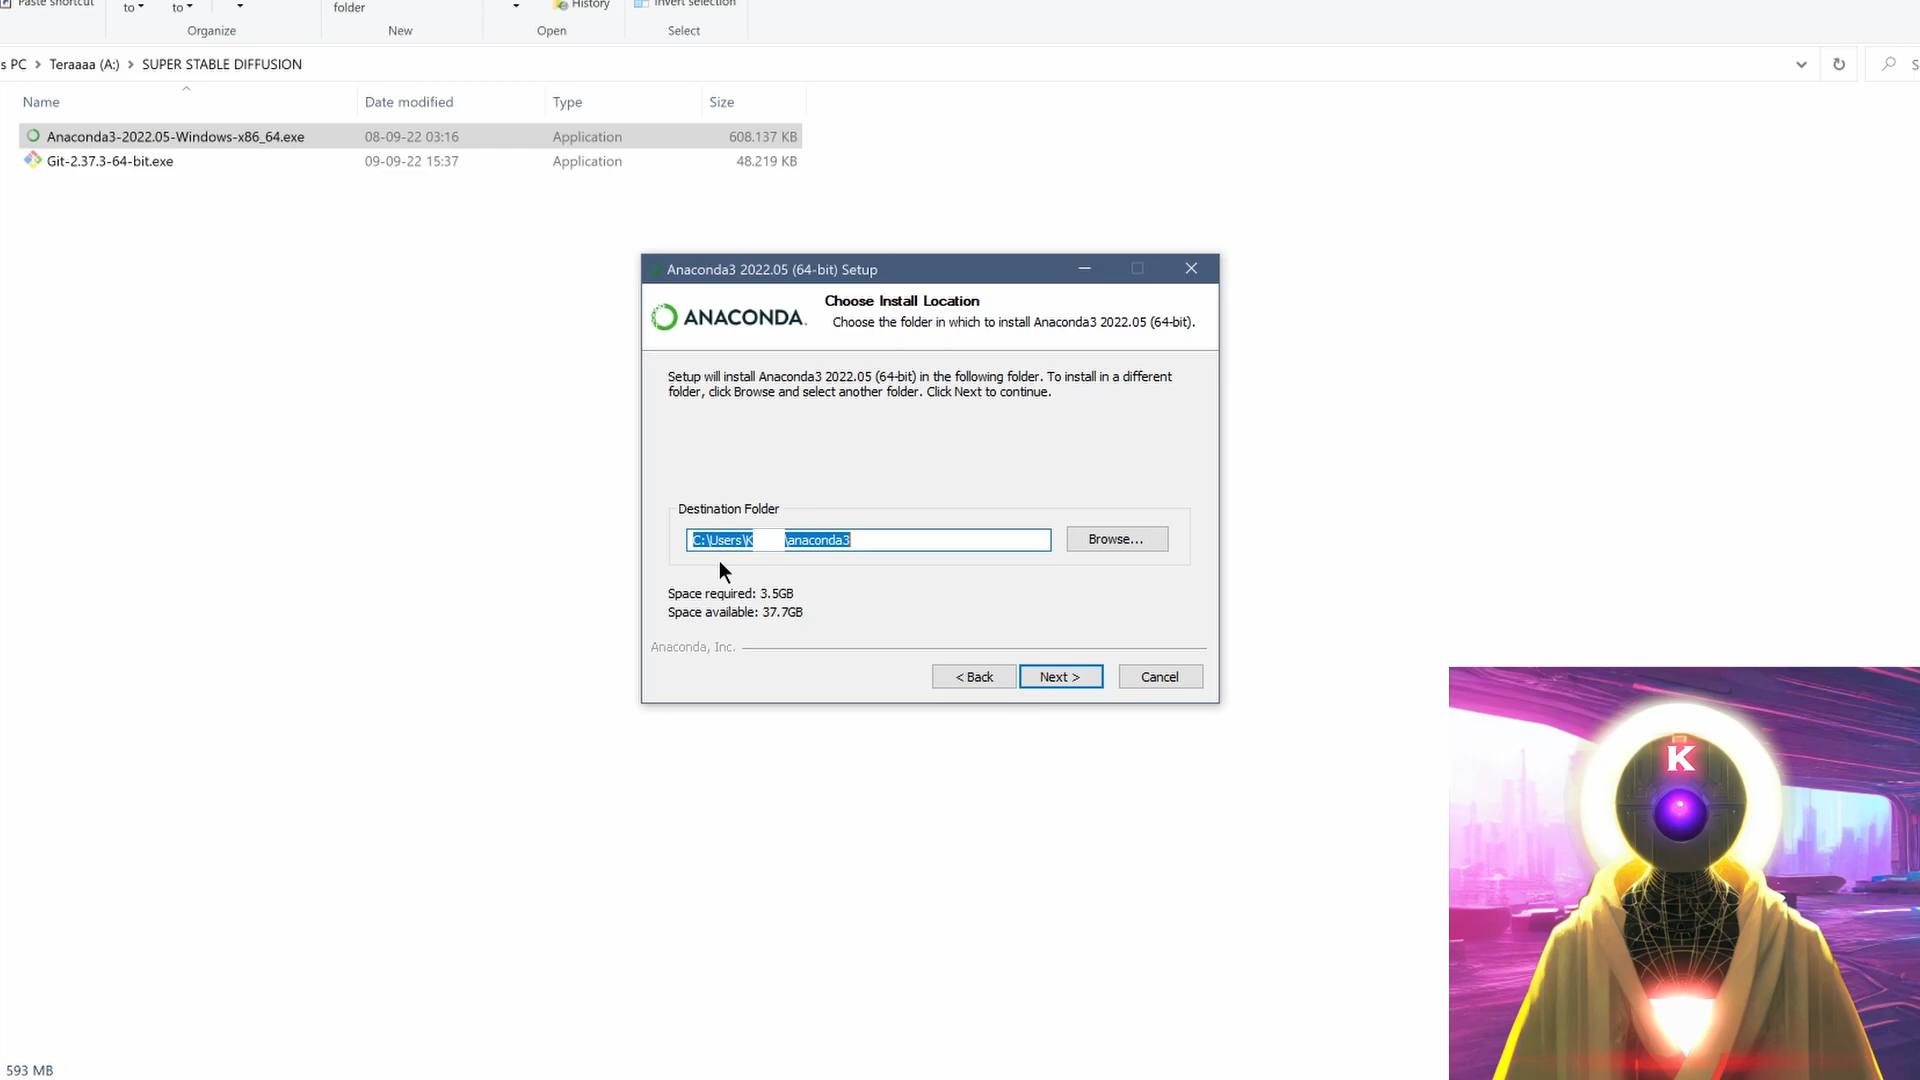 Paste shortcut
to
to
folder
History
Invert selection
Organize
New
Open
Select
s PC > Teraaaa (A:) > SUPER STABLE DIFFUSION
S
Name
Date modified
Type
Size
Anaconda3-2022.05-Windows-x86_64.exe
08-09-22 03:16
Application
608.137 KB
Git-2.37.3-64-bit.exe
09-09-22 15:37
Application
48.219 KB
Anaconda3 2022.05 (64-bit) Setup
ANACONDA.
Choose Install Location
Choose the folder in which to install Anaconda3 2022.05 (64-bit).
Setup will install Anaconda3 2022.05 (64-bit) in the following folder. To install in a different
folder, click Browse and select another folder. Click Next to continue.
Destination Folder
C:\Users\K \anaconda3
Browse...
Space required: 3.5GB
Space available: 37.7GB
Anaconda, Inc.
< Back
Next >
Cancel
K
593 MB